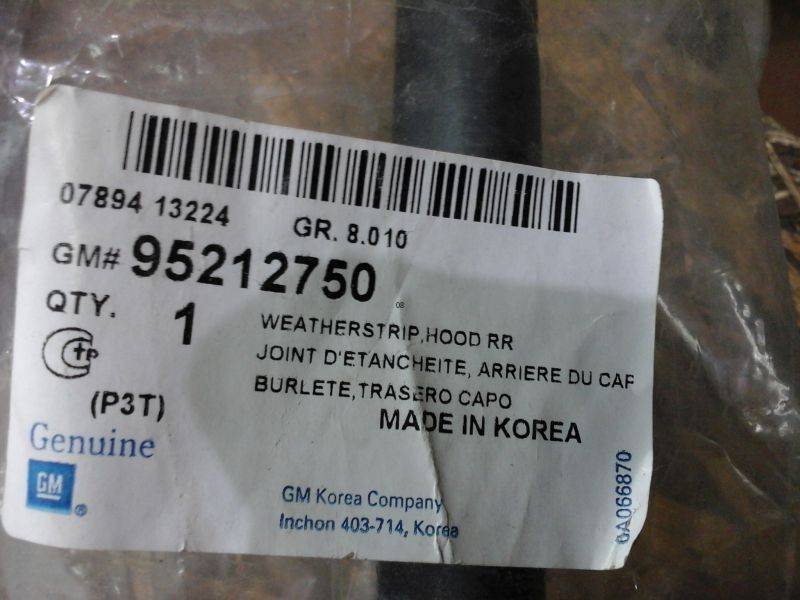 07894 13224
GR. 8.010
GM# 95212750
08
QTY. 1
WEATHERSTRIP,HOOD RR
JOINT D'ETANCHEITE, ARRIERE DU CAP
BURLETE,TRASERO CAPO
(P3T)
MADE IN KOREA
Genuine
GM ®
GM Korea Company
Inchon 403-714, Korea
0A066870